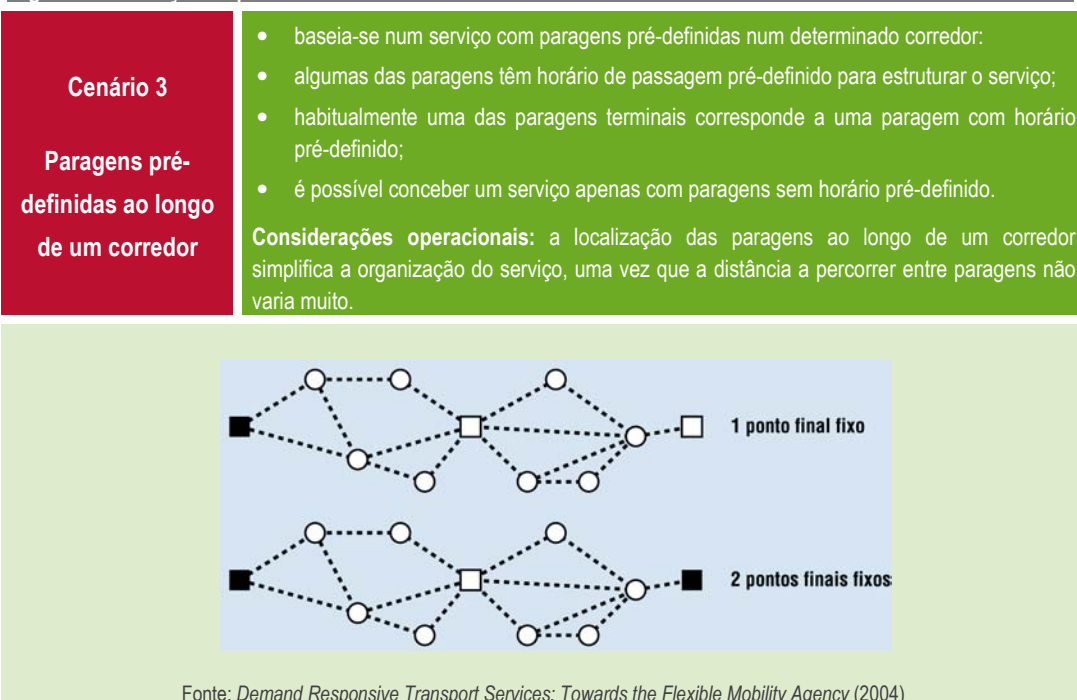 Cenário 3
Paragens pré-
definidas ao longo
de um corredor
• baseia-se num serviço com paragens pré-definidas num determinado corredor:
• algumas das paragens têm horário de passagem pré-definido para estruturar o serviço;
• habitualmente uma das paragens terminais corresponde a uma paragem com horário
pré-definido;
• é possível conceber um serviço apenas com paragens sem horário pré-definido.
Considerações operacionais: a localização das paragens ao longo de um corredor
simplifica a organização do serviço, uma vez que a distância a percorrer entre paragens não
varia muito.
1 ponto final fixo
2 pontos finais fixos
Fonte: Demand Responsive Transport Services: Towards the Flexible Mobility Agency (2004)